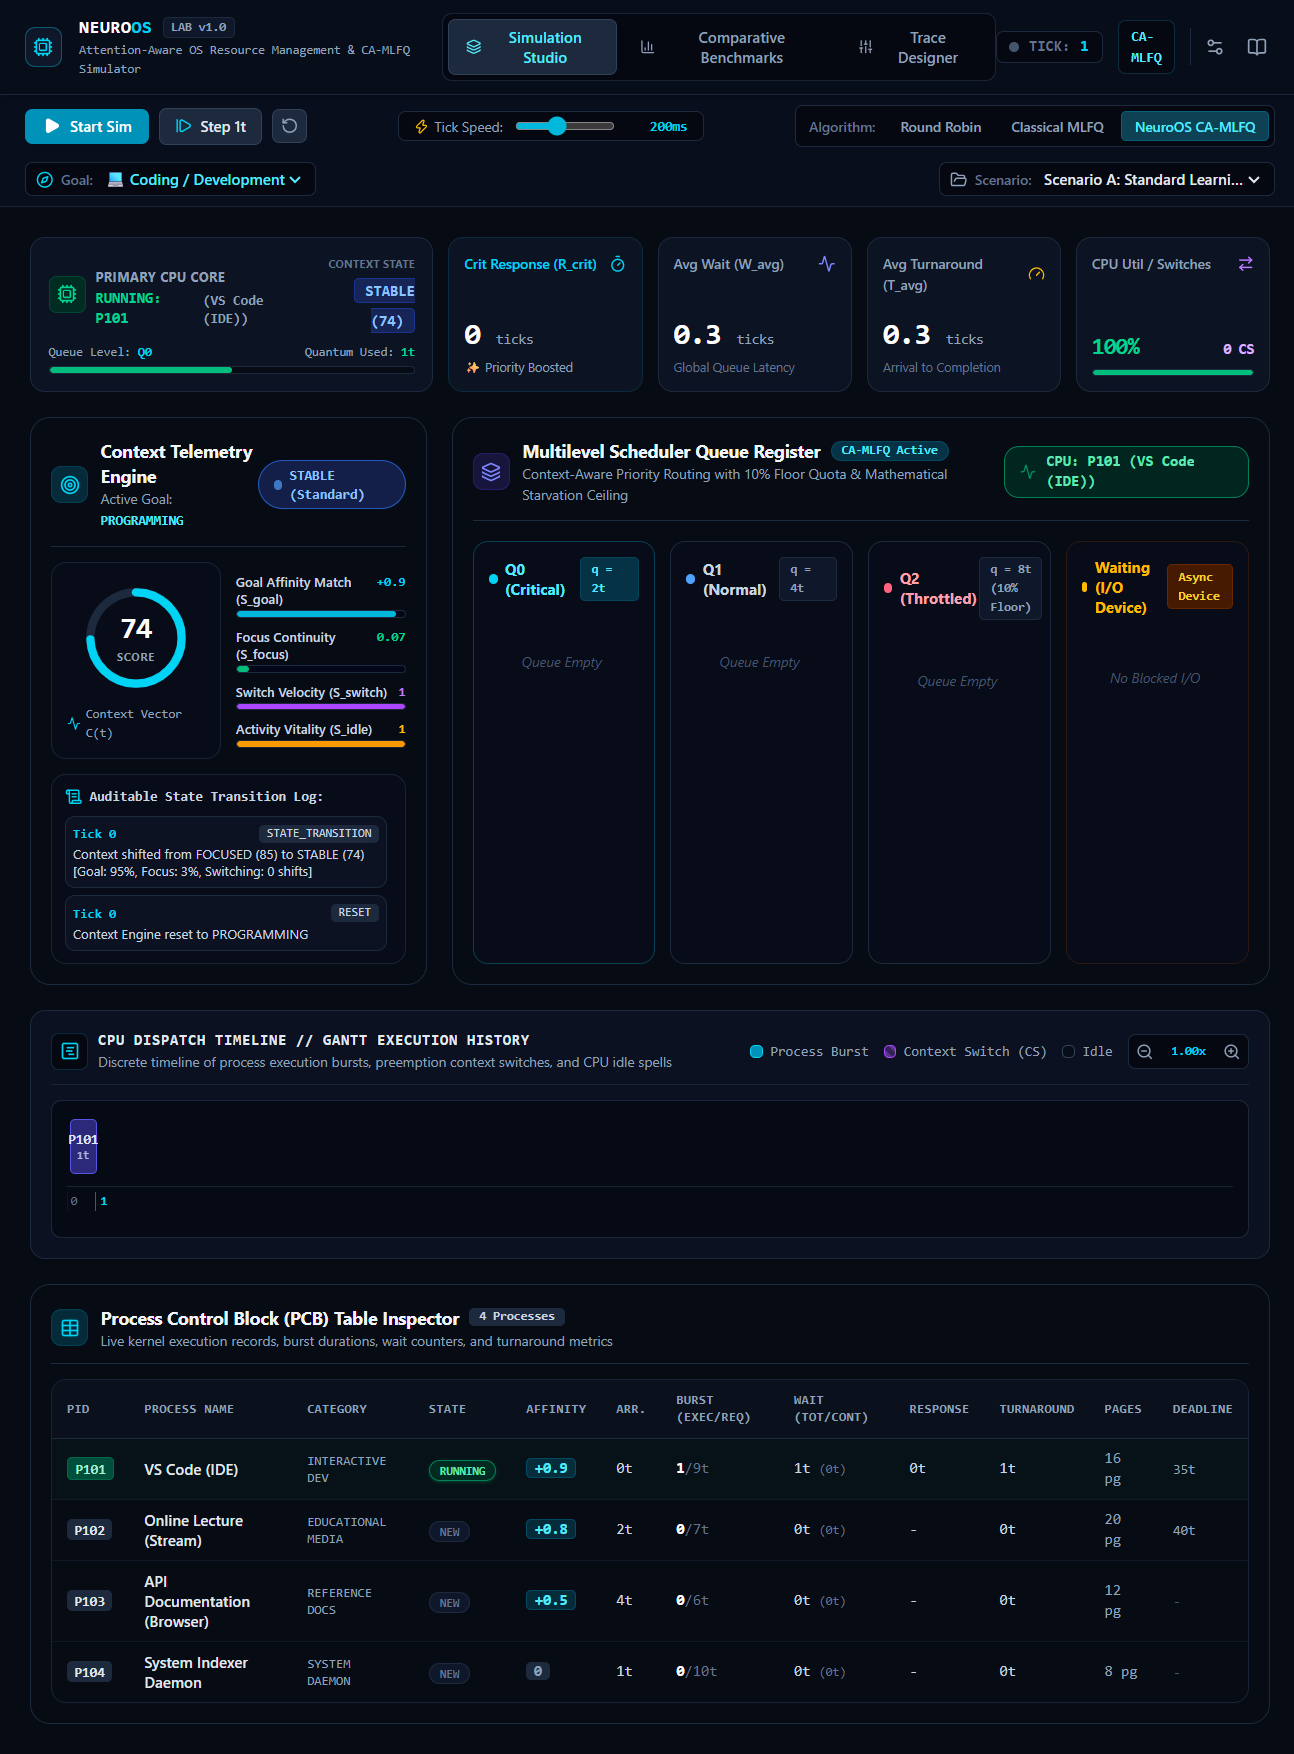 NEUROOS LAB v1.0
Attention-Aware OS Resource Management & CA-MLFQ
Simulator
Simulation
Studio
Comparative
Benchmarks
Trace
Designer
TICK: 1
CA-
MLFQ
Start Sim
Step 1t
Tick Speed: 200ms
Algorithm: Round Robin Classical MLFQ NeuroOS CA-MLFQ
Goal: 💻 Coding / Development
Scenario: Scenario A: Standard Learni...
PRIMARY CPU CORE
RUNNING:
P101
(VS Code
(IDE))
CONTEXT STATE
STABLE
(74)
Queue Level: Q0
Quantum Used: 1t
Crit Response (R_crit)
0 ticks
✨ Priority Boosted
Avg Wait (W_avg)
0.3 ticks
Global Queue Latency
Avg Turnaround
(T_avg)
0.3 ticks
Arrival to Completion
CPU Util / Switches
100%
0 CS
Context Telemetry
Engine
Active Goal:
PROGRAMMING
STABLE
(Standard)
74
SCORE
Context Vector
C(t)
Goal Affinity Match
(S_goal)
+0.9
Focus Continuity
(S_focus)
0.07
Switch Velocity (S_switch) 1
Activity Vitality (S_idle) 1
Auditable State Transition Log:
Tick 0 STATE_TRANSITION
Context shifted from FOCUSED (85) to STABLE (74)
[Goal: 95%, Focus: 3%, Switching: 0 shifts]
Tick 0 RESET
Context Engine reset to PROGRAMMING
Multilevel Scheduler Queue Register CA-MLFQ Active
Context-Aware Priority Routing with 10% Floor Quota & Mathematical
Starvation Ceiling
CPU: P101 (VS Code
(IDE))
Q0
(Critical)
q =
2t
Queue Empty
Q1
(Normal)
q =
4t
Queue Empty
Q2
(Throttled)
q = 8t
(10%
Floor)
Queue Empty
Waiting
(I/O
Device)
Async
Device
No Blocked I/O
CPU DISPATCH TIMELINE // GANTT EXECUTION HISTORY
Discrete timeline of process execution bursts, preemption context switches, and CPU idle spells
Process Burst Context Switch (CS) Idle
1.00x
P101
1t
0 1
Process Control Block (PCB) Table Inspector 4 Processes
Live kernel execution records, burst durations, wait counters, and turnaround metrics
PID PROCESS NAME CATEGORY STATE AFFINITY ARR. BURST (EXEC/REQ) WAIT (TOT/CONT) RESPONSE TURNAROUND PAGES DEADLINE
P101 VS Code (IDE) INTERACTIVE DEV RUNNING +0.9 0t 1/9t 1t (0t) 0t 1t 16 pg 35t
P102 Online Lecture (Stream) EDUCATIONAL MEDIA NEW +0.8 2t 0/7t 0t (0t) - 0t 20 pg 40t
P103 API Documentation (Browser) REFERENCE DOCS NEW +0.5 4t 0/6t 0t (0t) - 0t 12 pg -
P104 System Indexer Daemon SYSTEM DAEMON NEW 0 1t 0/10t 0t (0t) - 0t 8 pg -